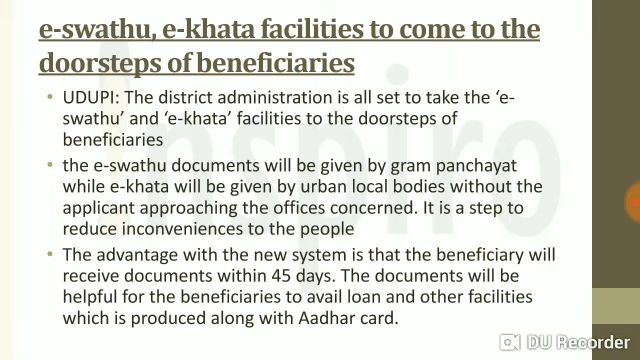 e-swathu, e-khata facilities to come to the
doorsteps of beneficiaries
• UDUPI: The district administration is all set to take the ‘e-
swathu’ and ‘e-khata’ facilities to the doorsteps of
beneficiaries
• the e-swathu documents will be given by gram panchayat
while e-khata will be given by urban local bodies without the
applicant approaching the offices concerned. It is a step to
reduce inconveniences to the people
• The advantage with the new system is that the beneficiary will
receive documents within 45 days. The documents will be
helpful for the beneficiaries to avail loan and other facilities
which is produced along with Aadhar card.
Inspiro
DU Recorder